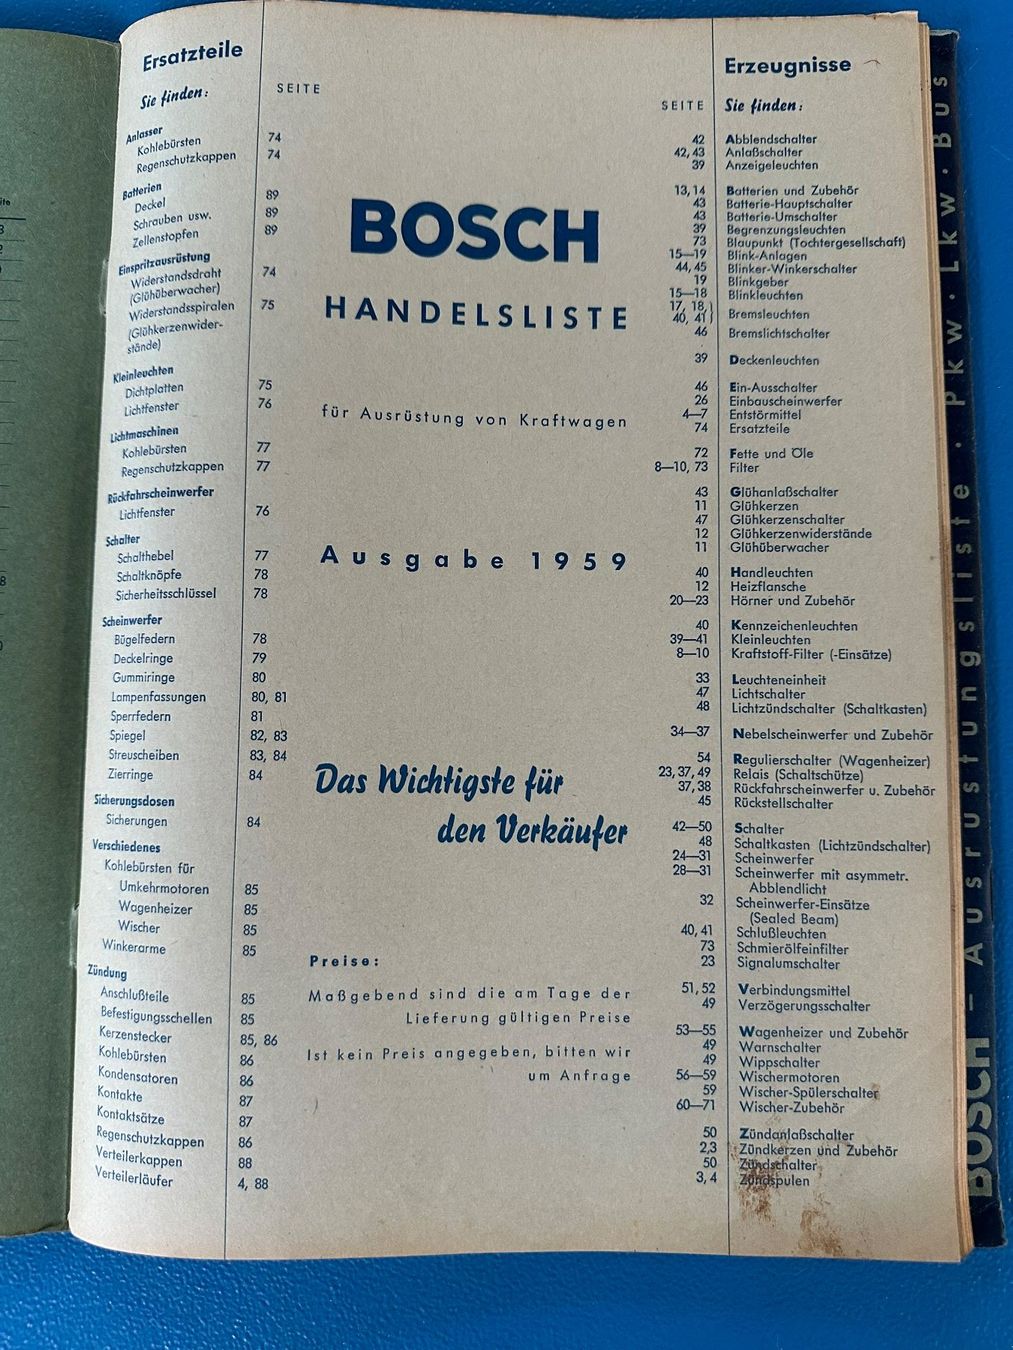 Ersatzteile
Sie finden:
SEITE
Anlasser
Kohlebürsten 74
Regenschutzkappen 74
Batterien
Deckel 89
Schrauben usw. 89
Zellenstopfen 89
Einspritzausrüstung
Widerstandsdraht 74
(Glühüberwacher)
Widerstandsspiralen 75
(Glühkerzenwider-
stände)
Kleinleuchten
Dichtplatten 75
Lichtfenster 76
Lichtmaschinen
Kohlebürsten 77
Regenschutzkappen 77
Rückfahrscheinwerfer
Lichtfenster 76
Schalter
Schalthebel 77
Schaltknöpfe 78
Sicherheitsschlüssel 78
Scheinwerfer
Bügelfedern 78
Deckelringe 79
Gummiringe 80
Lampenfassungen 80, 81
Sperrfedern 81
Spiegel 82, 83
Streuscheiben 83, 84
Zierringe 84
Sicherungsdosen
Sicherungen 84
Verschiedenes
Kohlebürsten für
Umkehrmotoren 85
Wagenheizer 85
Wischer 85
Winkerarme 85
Zündung
Anschlußteile 85
Befestigungsschellen 85
Kerzenstecker 85, 86
Kohlebürsten 86
Kondensatoren 86
Kontakte 87
Kontaktsätze 87
Regenschutzkappen 86
Verteilerkappen 88
Verteilerläufer 4, 88
BOSCH
HANDELSLISTE
für Ausrüstung von Kraftwagen
Ausgabe 1959
Das Wichtigste für
den Verkäufer
Preise:
Maßgebend sind die am Tage der
Lieferung gültigen Preise
Ist kein Preis angegeben, bitten wir
um Anfrage
Erzeugnisse
SEITE Sie finden:
42 Abblendschalter
42, 43 Anlaßschalter
39 Anzeigeleuchten
13, 14 Batterien und Zubehör
43 Batterie-Hauptschalter
43 Batterie-Umschalter
39 Begrenzungsleuchten
73 Blaupunkt (Tochtergesellschaft)
15—19 Blink-Anlagen
44, 45 Blinker-Winkerschalter
19 Blinkgeber
15—18 Blinkleuchten
17, 18,
40, 41 } Bremsleuchten
46 Bremslichtschalter
39 Deckenleuchten
46 Ein-Ausschalter
26 Einbauscheinwerfer
4—7 Entstörmittel
74 Ersatzteile
72 Fette und Öle
8—10, 73 Filter
43 Glühanlaßschalter
11 Glühkerzen
47 Glühkerzenschalter
12 Glühkerzenwiderstände
11 Glühüberwacher
40 Handleuchten
12 Heizflansche
20—23 Hörner und Zubehör
40 Kennzeichenleuchten
39—41 Kleinleuchten
8—10 Kraftstoff-Filter (-Einsätze)
33 Leuchteneinheit
47 Lichtschalter
48 Lichtzündschalter (Schaltkasten)
34—37 Nebelscheinwerfer und Zubehör
54 Regulierschalter (Wagenheizer)
23, 37, 49 Relais (Schaltschütze)
37, 38 Rückfahrscheinwerfer u. Zubehör
45 Rückstellschalter
42—50 Schalter
48 Schaltkasten (Lichtzündschalter)
24—31 Scheinwerfer
28—31 Scheinwerfer mit asymmetr.
Abblendlicht
32 Scheinwerfer-Einsätze
(Sealed Beam)
40, 41 Schlußleuchten
73 Schmierölfeinfilter
23 Signalumschalter
51, 52 Verbindungsmittel
49 Verzögerungsschalter
53—55 Wagenheizer und Zubehör
49 Warnschalter
49 Wippschalter
56—59 Wischermotoren
59 Wischer-Spülerschalter
60—71 Wischer-Zubehör
50 Zündanlaßschalter
2,3 Zündkerzen und Zubehör
50 Zündschalter
3, 4 Zündspulen
BOSCH – Ausrüstungsliste · Pkw · Lkw · Bus